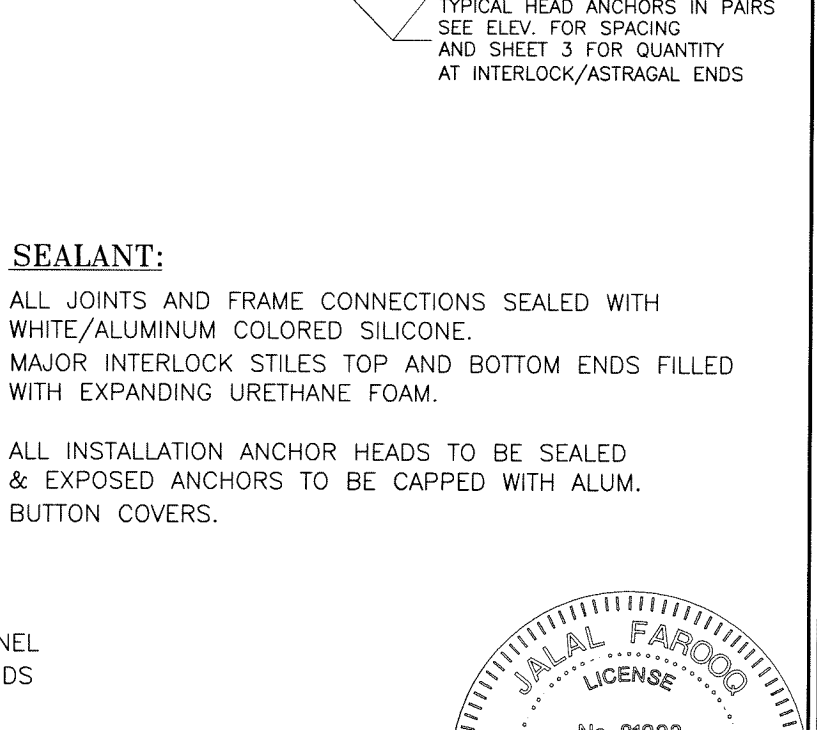 TYPICAL HEAD ANCHORS IN PAIRS
SEE ELEV. FOR SPACING
AND SHEET 3 FOR QUANTITY
AT INTERLOCK/ASTRAGAL ENDS
SEALANT:
ALL JOINTS AND FRAME CONNECTIONS SEALED WITH
WHITE/ALUMINUM COLORED SILICONE.
MAJOR INTERLOCK STILES TOP AND BOTTOM ENDS FILLED
WITH EXPANDING URETHANE FOAM.
ALL INSTALLATION ANCHOR HEADS TO BE SEALED
& EXPOSED ANCHORS TO BE CAPPED WITH ALUM.
BUTTON COVERS.
NEL
DS
JALAL FAROOQ
LICENSE
No.